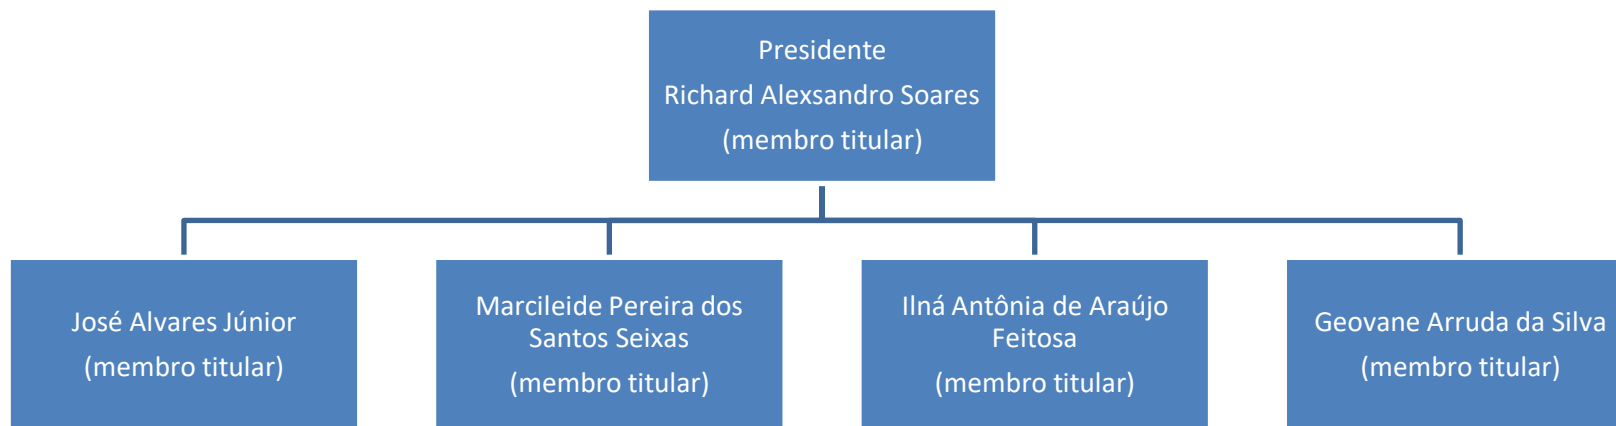 Presidente
Richard Alexsandro Soares
(membro titular)
José Alvares Júnior
(membro titular)
Marcileide Pereira dos
Santos Seixas
(membro titular)
Ilná Antônia de Araújo
Feitosa
(membro titular)
Geovane Arruda da Silva
(membro titular)